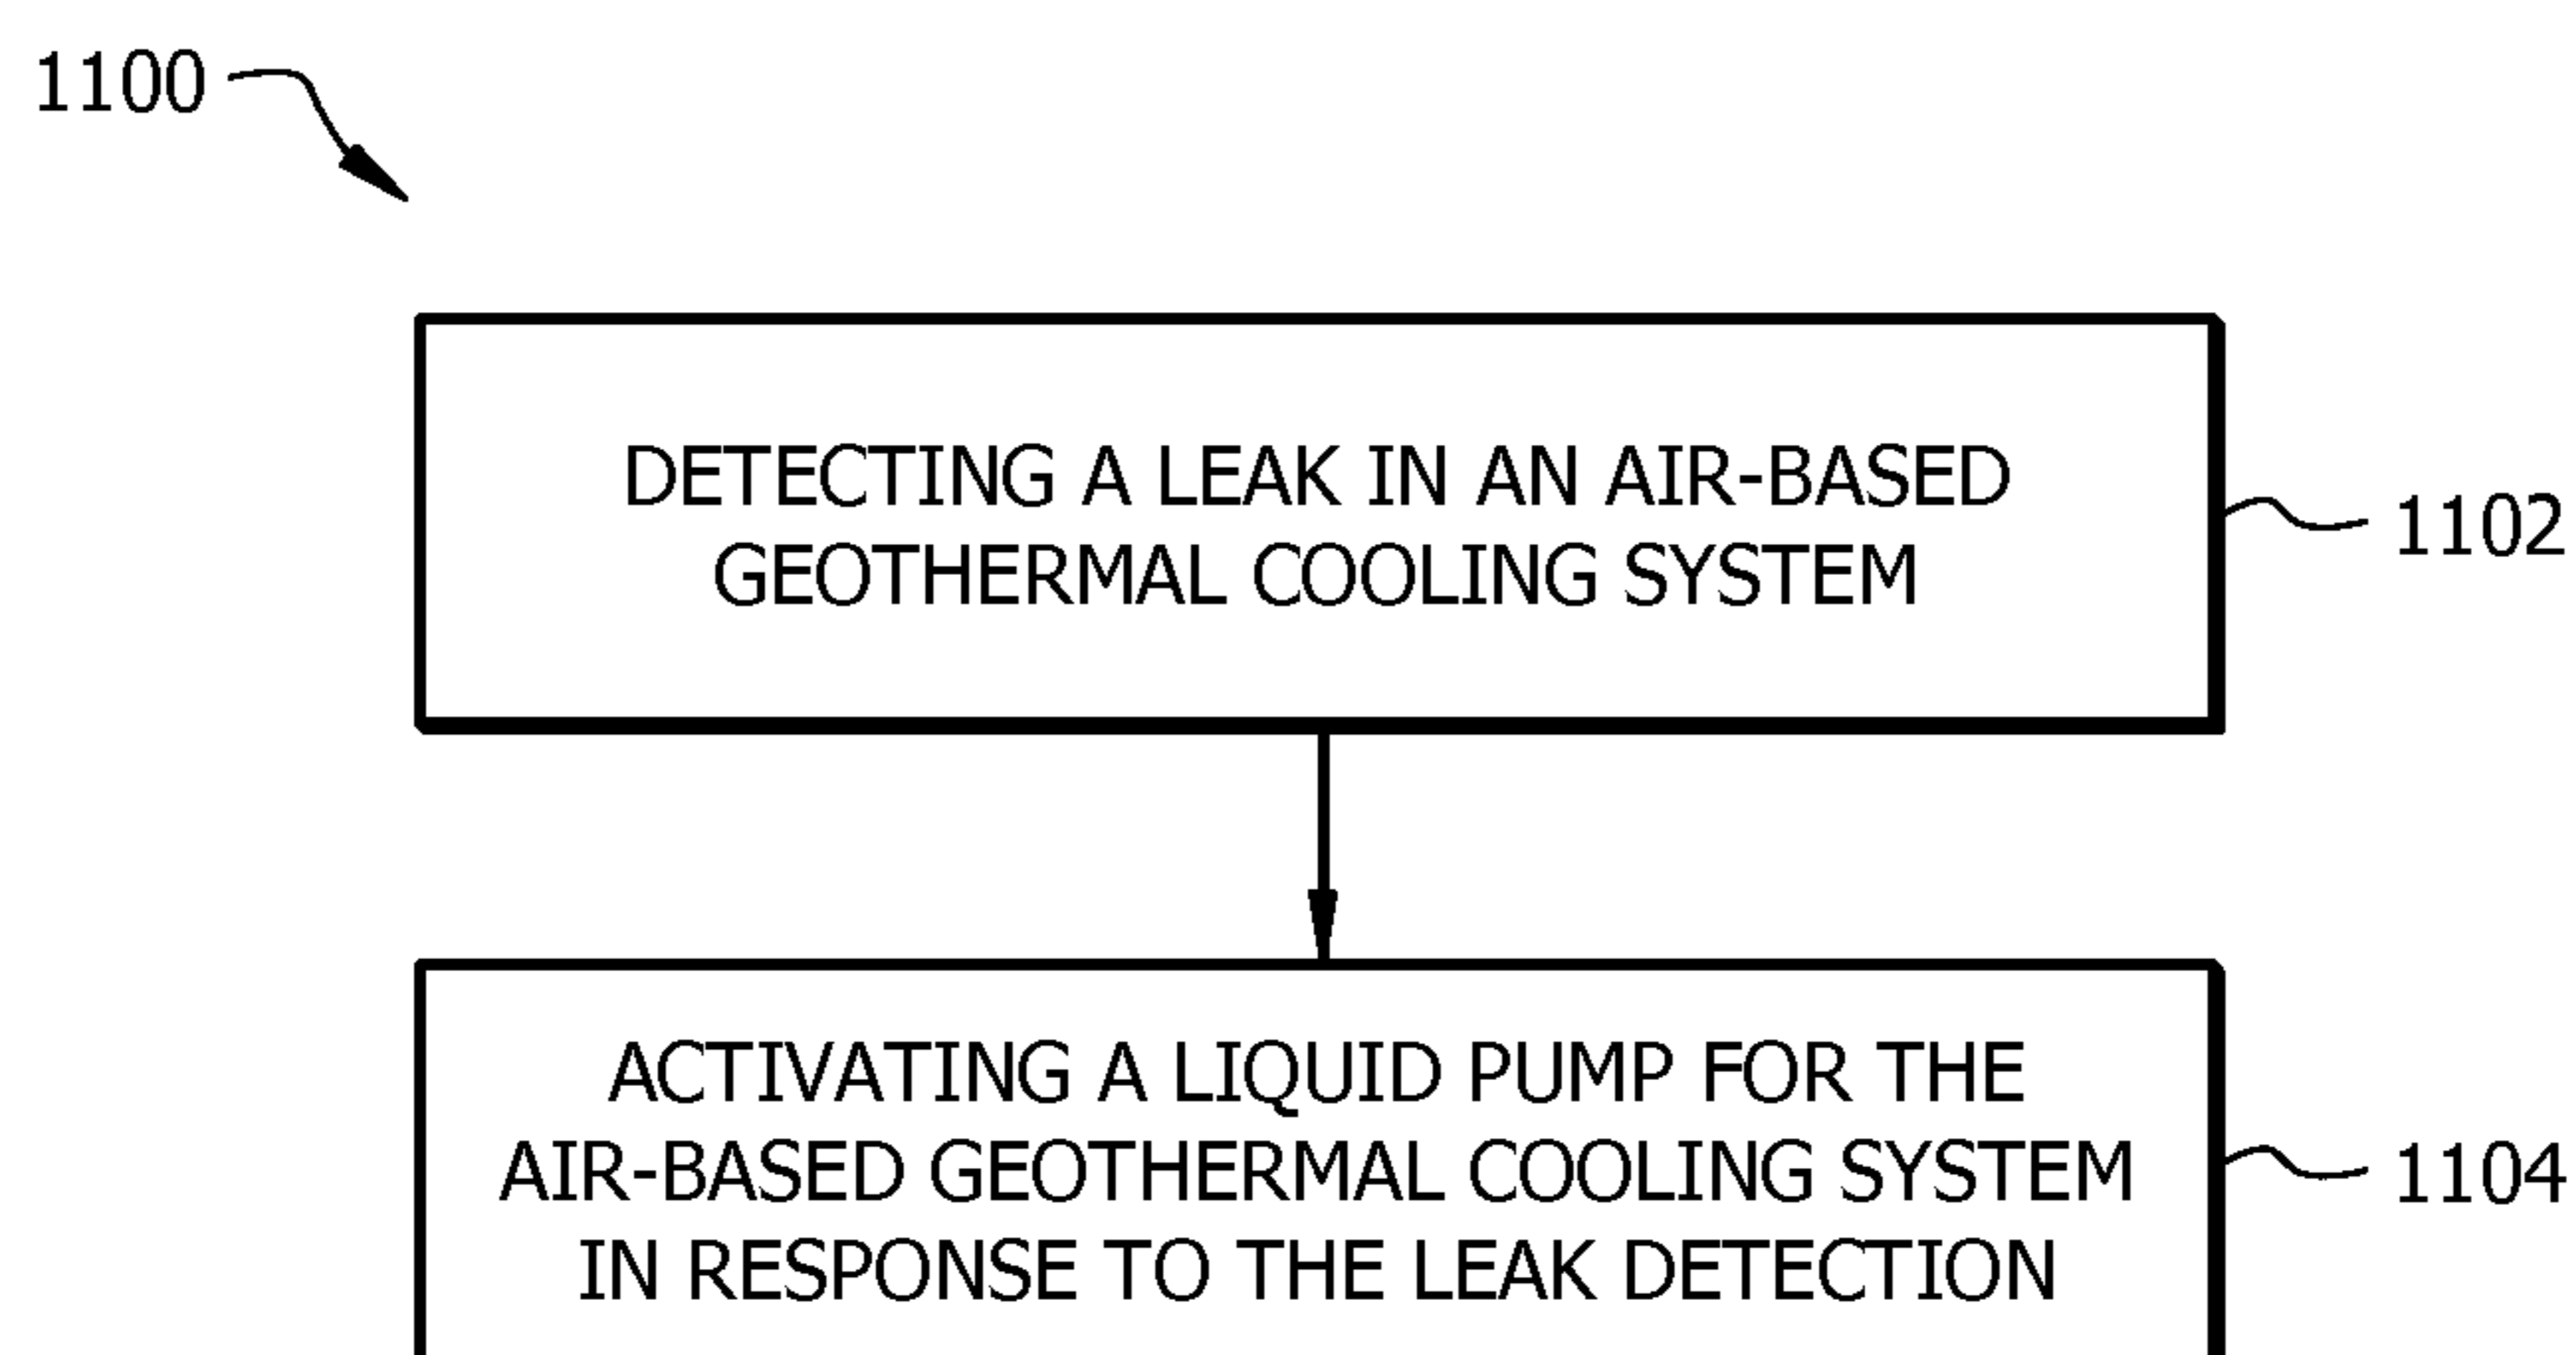 1100
DETECTING A LEAK IN AN AIR-BASED
GEOTHERMAL COOLING SYSTEM
1102
ACTIVATING A LIQUID PUMP FOR THE
AIR-BASED GEOTHERMAL COOLING SYSTEM
IN RESPONSE TO THE LEAK DETECTION
1104